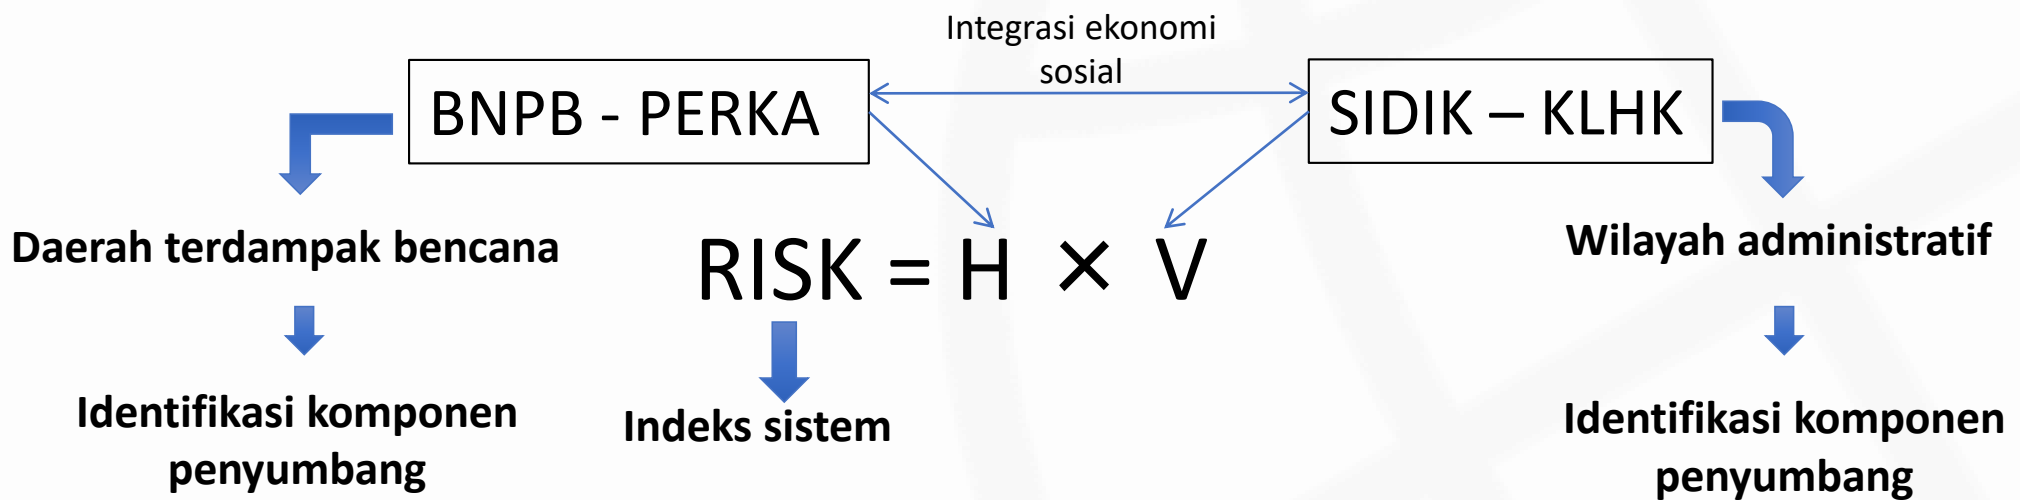 Integrasi ekonomi
sosial
BNPB - PERKA
SIDIK – KLHK
Daerah terdampak bencana
RISK = H × V
Wilayah administratif
Identifikasi komponen
penyumbang
Indeks sistem
Identifikasi komponen
penyumbang